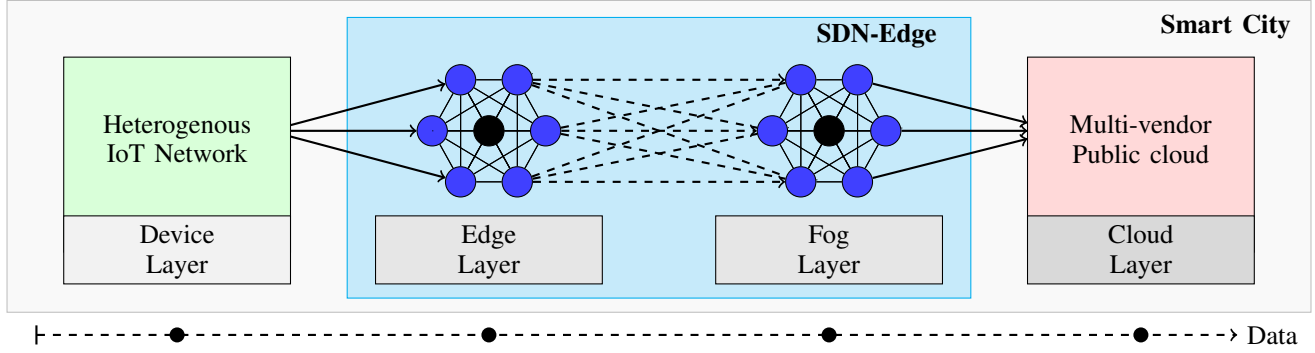 Smart City
SDN-Edge
Heterogenous
IoT Network
Multi-vendor
Public cloud
Device
Layer
Edge
Layer
Fog
Layer
Cloud
Layer
Data